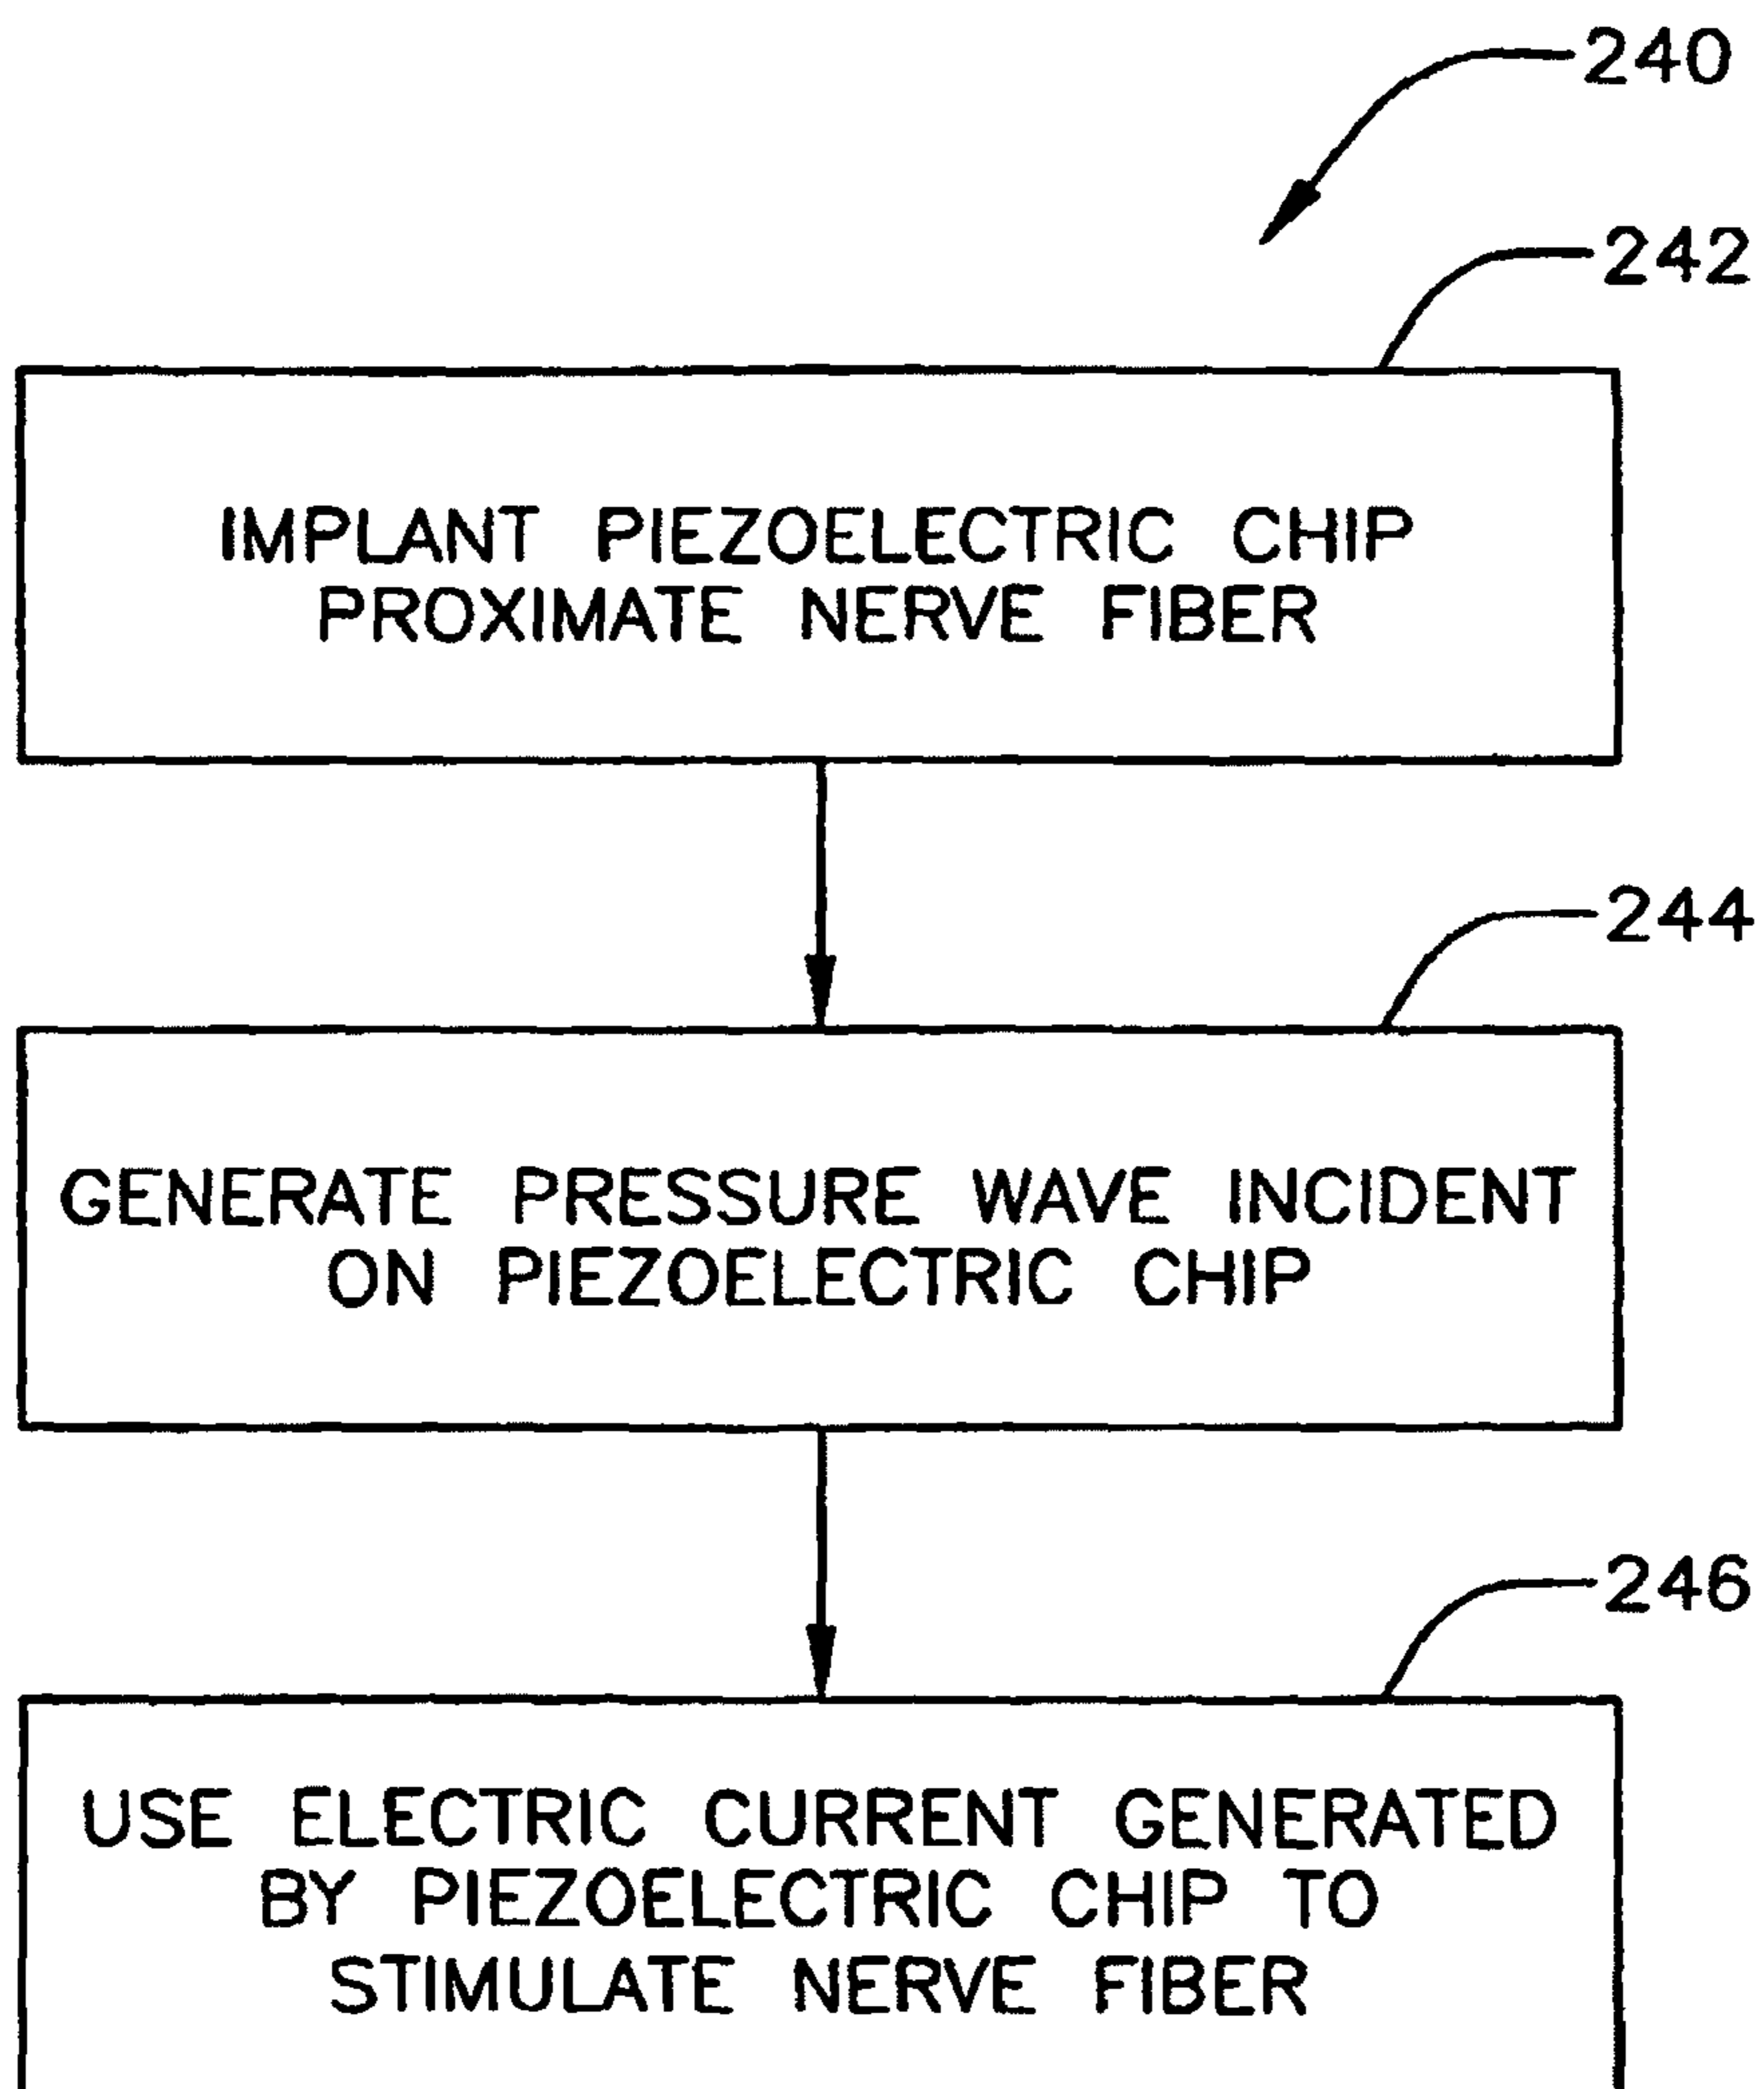 240
242
IMPLANT PIEZOELECTRIC CHIP
PROXIMATE NERVE FIBER
244
GENERATE PRESSURE WAVE INCIDENT
ON PIEZOELECTRIC CHIP
246
USE ELECTRIC CURRENT GENERATED
BY PIEZOELECTRIC CHIP TO
STIMULATE NERVE FIBER